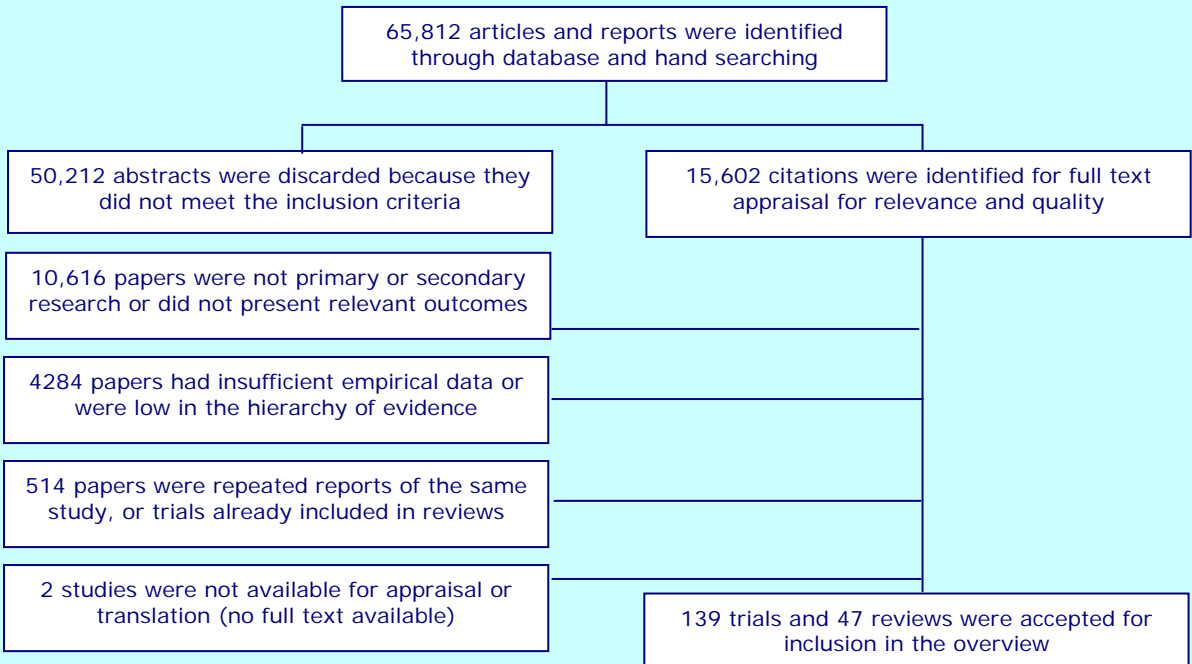 65,812 articles and reports were identified
through database and hand searching
50,212 abstracts were discarded because they
did not meet the inclusion criteria
15,602 citations were identified for full text
appraisal for relevance and quality
10,616 papers were not primary or secondary
research or did not present relevant outcomes
4284 papers had insufficient empirical data or
were low in the hierarchy of evidence
514 papers were repeated reports of the same
study, or trials already included in reviews
2 studies were not available for appraisal or
translation (no full text available)
139 trials and 47 reviews were accepted for
inclusion in the overview